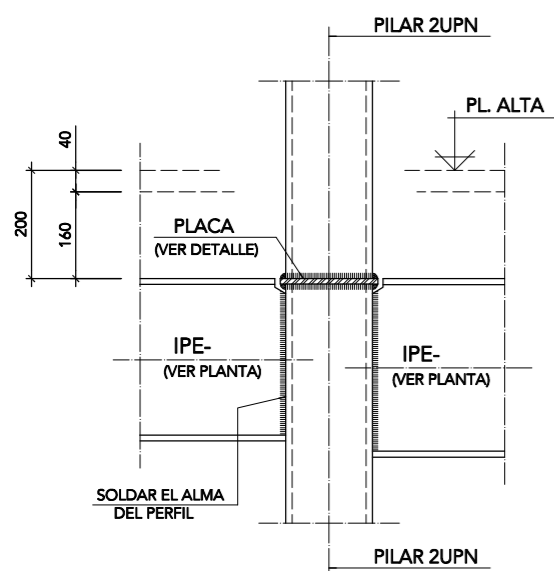 PILAR 2UPN
PL. ALTA
40
200
160
PLACA
(VER DETALLE)
IPE-
(VER PLANTA)
IPE-
(VER PLANTA)
SOLDAR EL ALMA
DEL PERFIL
PILAR 2UPN